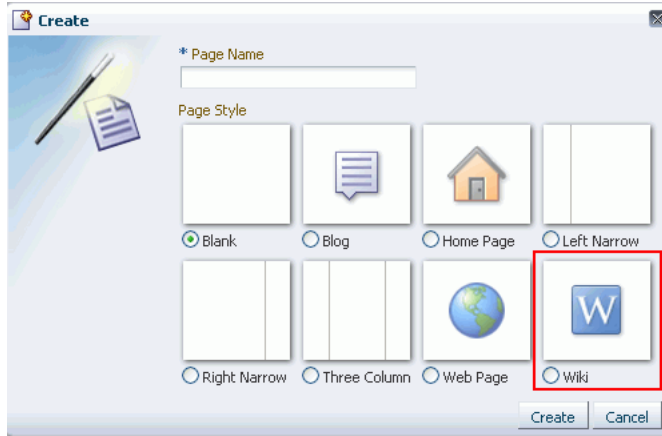 Create
* Page Name
Page Style
Blank Blog Home Page Left Narrow
W
Right Narrow Three Column Web Page Wiki
Create Cancel